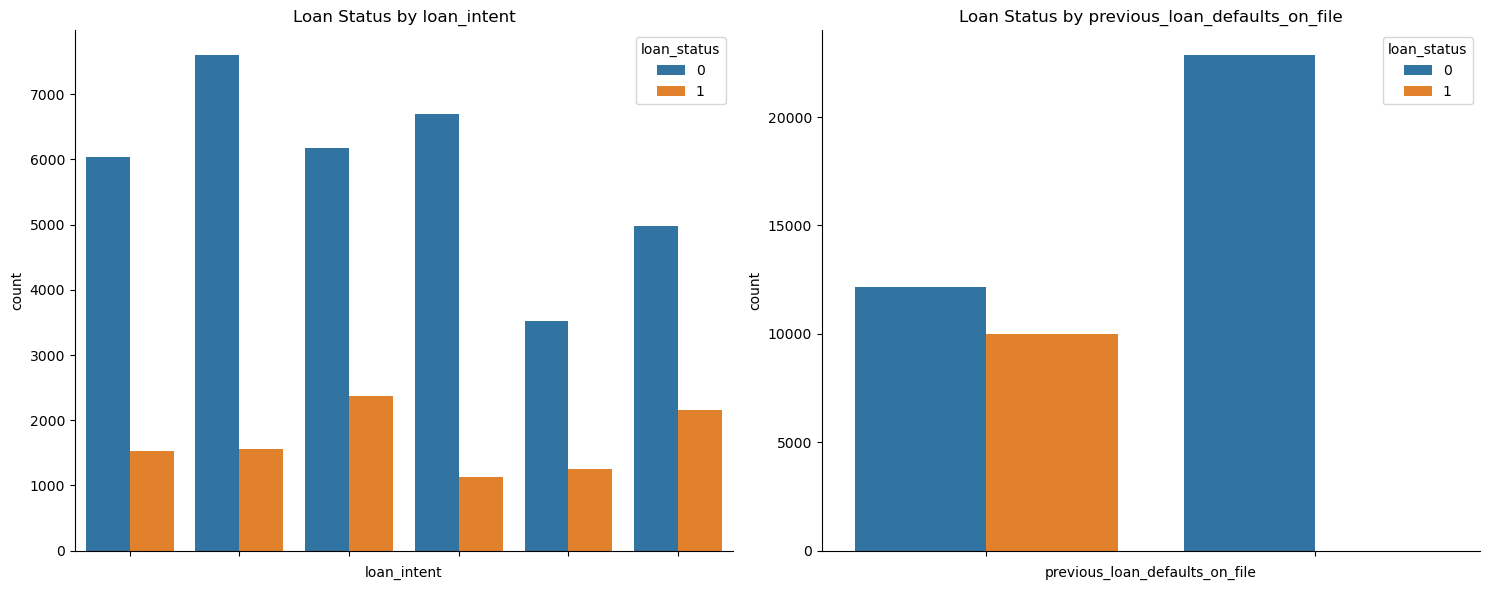 Loan Status by loan_intent
loan_status
0
1
7000
6000
5000
4000
3000
2000
1000
0
count
loan_intent
Loan Status by previous_loan_defaults_on_file
loan_status
0
1
20000
15000
10000
5000
0
count
previous_loan_defaults_on_file